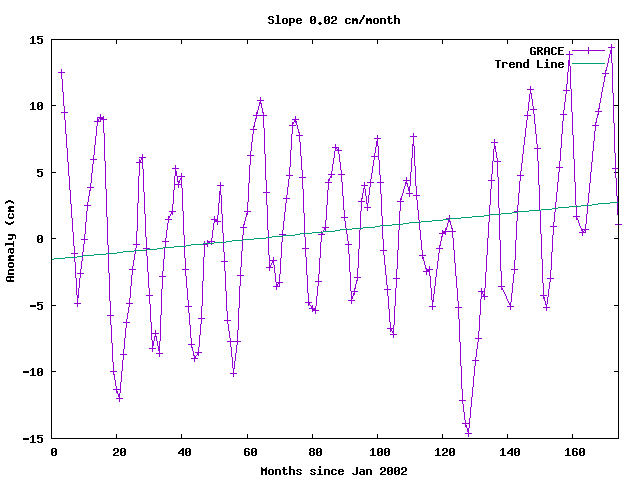 Slope 0.02 cm/month
GRACE
Trend Line
15
10
5
0
-5
-10
-15
Anomaly (cm)
0 20 40 60 80 100 120 140 160
Months since Jan 2002